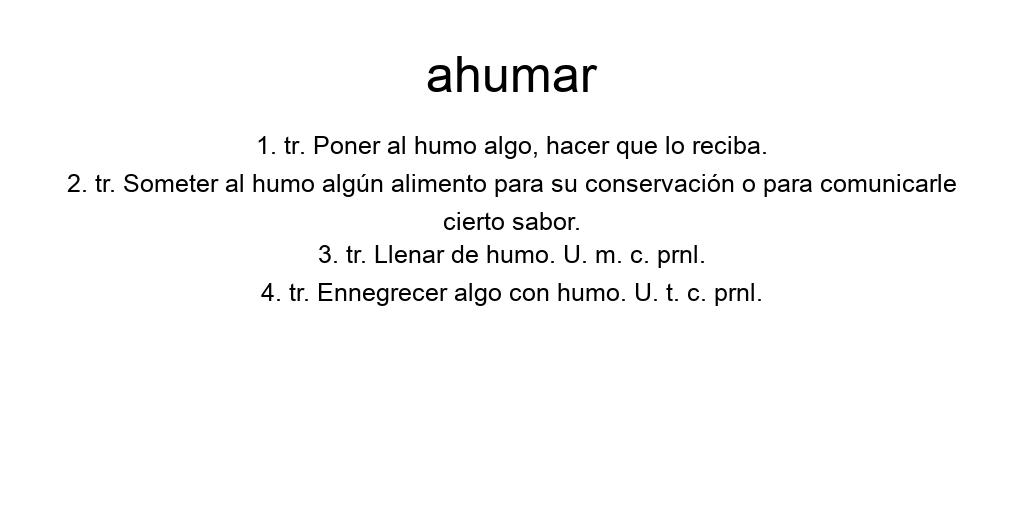 ahumar
1. tr. Poner al humo algo, hacer que lo reciba.
2. tr. Someter al humo algún alimento para su conservación o para comunicarle
cierto sabor.
3. tr. Llenar de humo. U. m. c. prnl.
4. tr. Ennegrecer algo con humo. U. t. c. prnl.